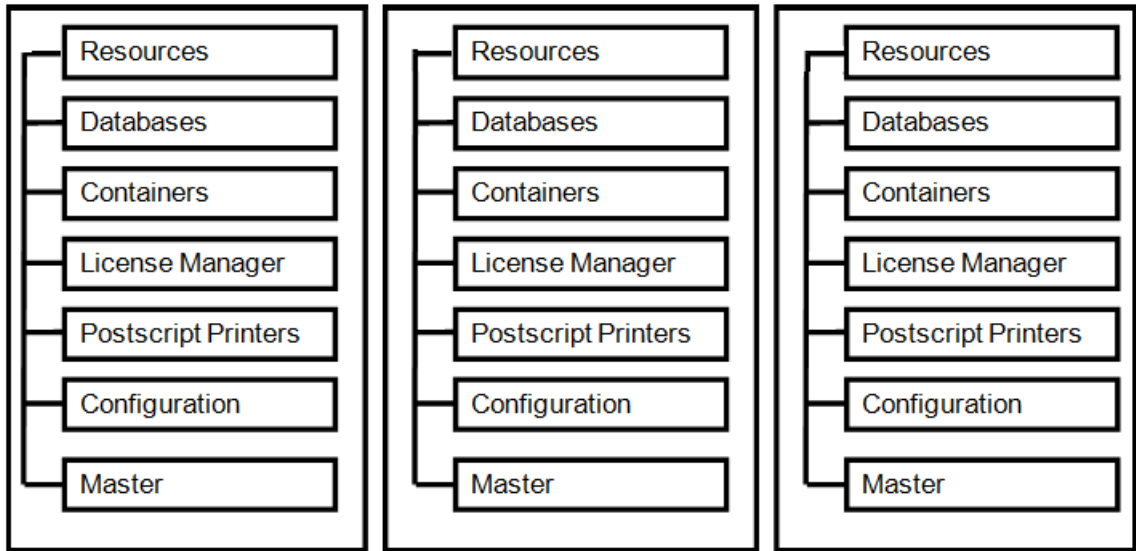 Resources
Databases
Containers
License Manager
Postscript Printers
Configuration
Master
Resources
Databases
Containers
License Manager
Postscript Printers
Configuration
Master
Resources
Databases
Containers
License Manager
Postscript Printers
Configuration
Master